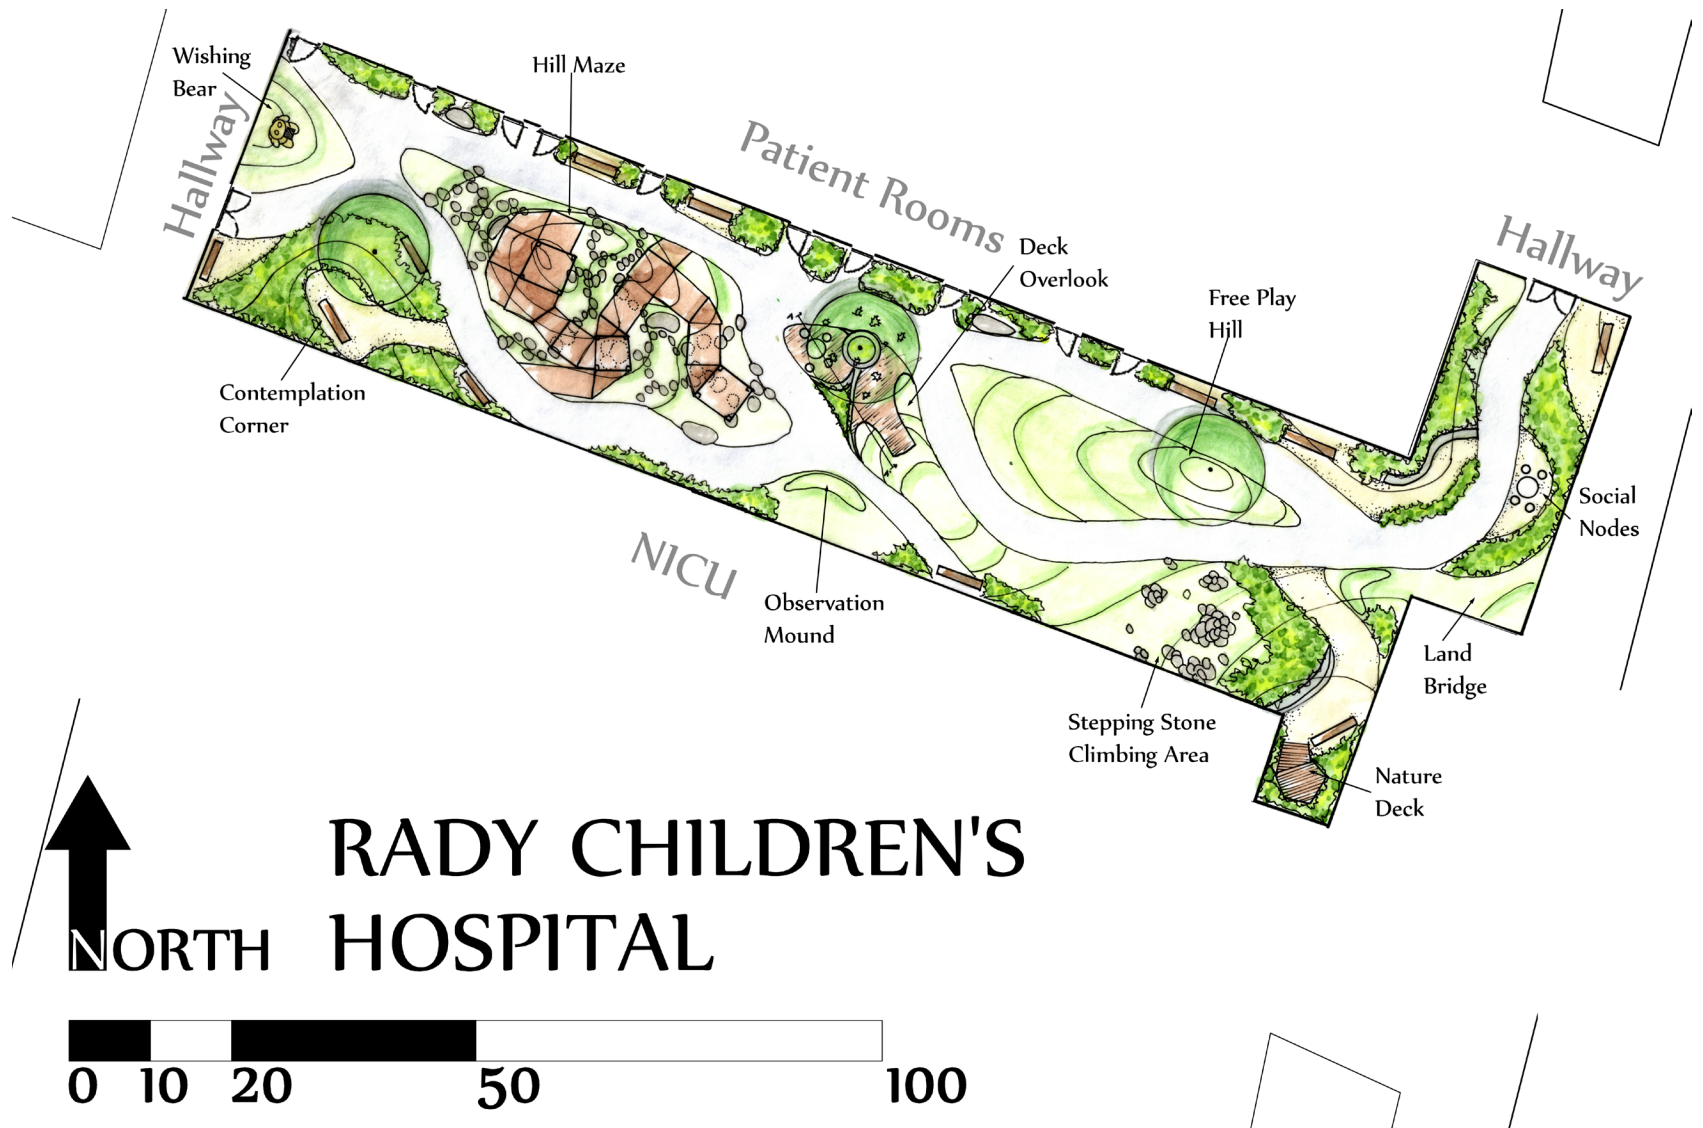 Wishing
Bear
Hallway
Hill Maze
Patient Rooms
Deck
Overlook
Free Play
Hill
Hallway
Contemplation
Corner
Social
Nodes
NICU
Observation
Mound
Land
Bridge
Stepping Stone
Climbing Area
Nature
Deck
NORTH
RADY CHILDREN'S
HOSPITAL
0 10 20 50 100